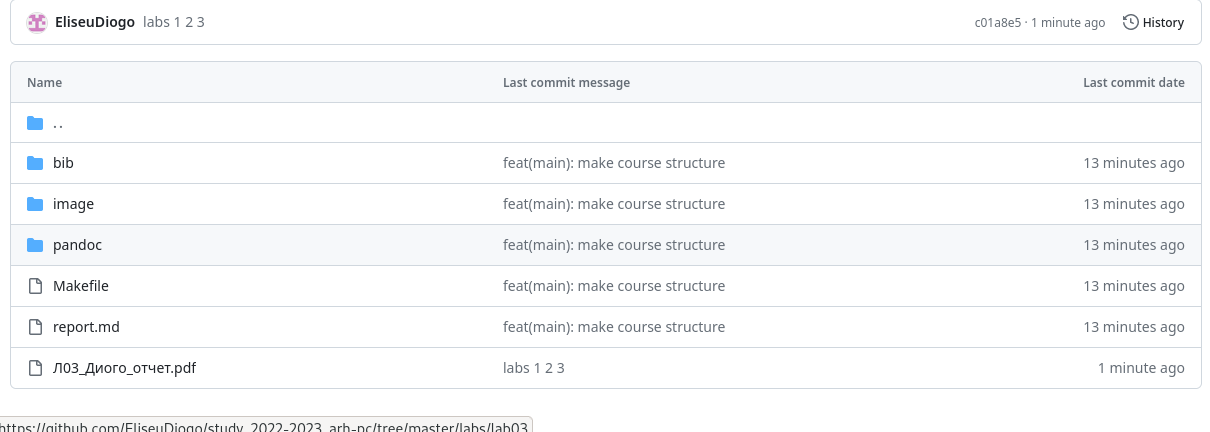 EliseuDiogo labs 1 2 3 c01a8e5 · 1 minute ago History
Name Last commit message Last commit date
..
bib feat(main): make course structure 13 minutes ago
image feat(main): make course structure 13 minutes ago
pandoc feat(main): make course structure 13 minutes ago
Makefile feat(main): make course structure 13 minutes ago
report.md feat(main): make course structure 13 minutes ago
Л03_Диого_отчет.pdf labs 1 2 3 1 minute ago
https://github.com/EliseuDiogo/study_2022-2023_arh-pc/tree/master/labs/lab03